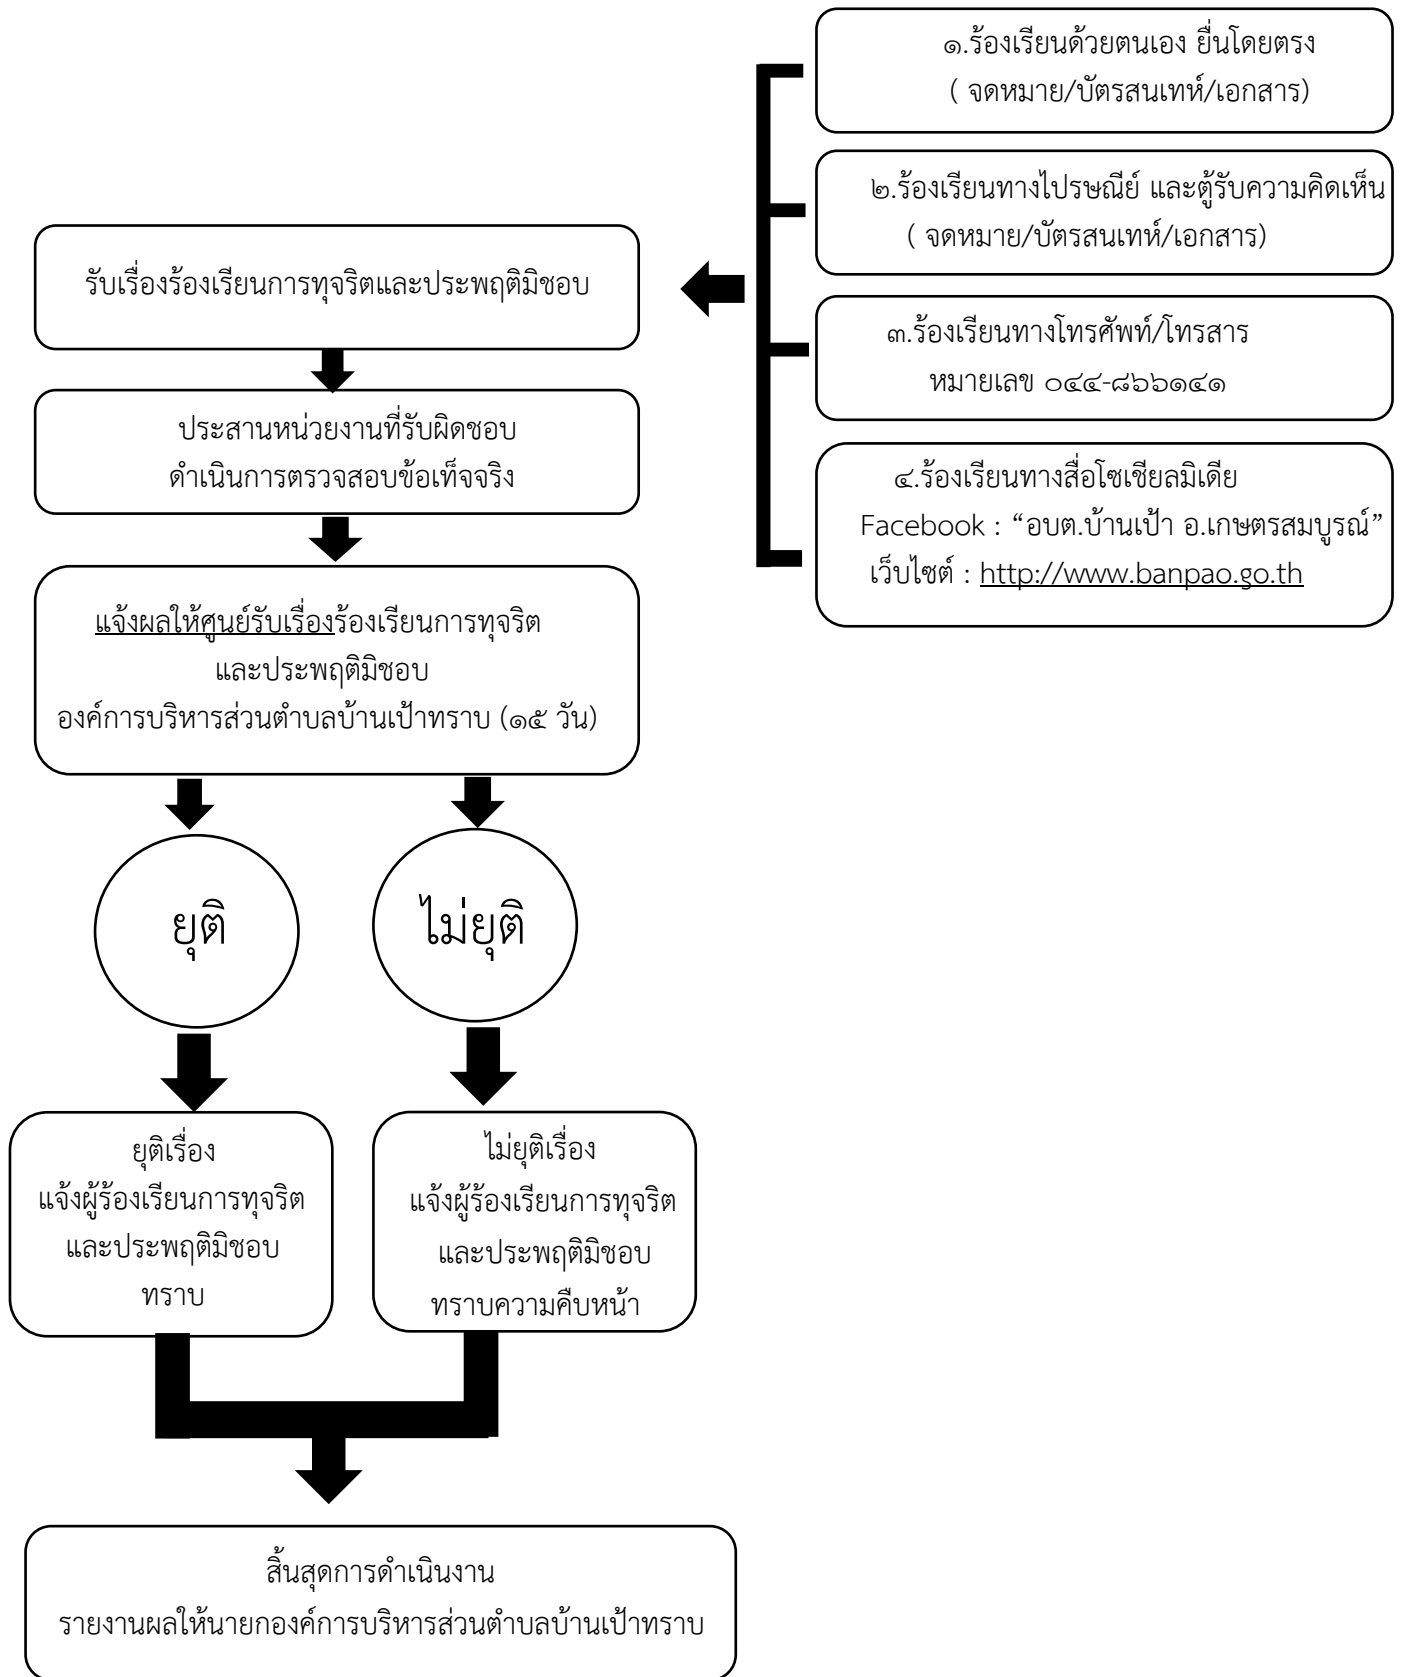 ๑.ร้องเรียนด้วยตนเอง ยื่นโดยตรง
( จดหมาย/บัตรสนเทห์/เอกสาร)
๒.ร้องเรียนทางไปรษณีย์ และตู้รับความคิดเห็น
( จดหมาย/บัตรสนเทห์/เอกสาร)
๓.ร้องเรียนทางโทรศัพท์/โทรสาร
หมายเลข ๐๔๔-๘๖๖๑๔๑
๔.ร้องเรียนทางสื่อโซเชียลมิเดีย
Facebook : “อบต.บ้านเป้า อ.เกษตรสมบูรณ์”
เว็บไซต์ : http://www.banpao.go.th
รับเรื่องร้องเรียนการทุจริตและประพฤติมิชอบ
ประสานหน่วยงานที่รับผิดชอบ
ดำเนินการตรวจสอบข้อเท็จจริง
แจ้งผลให้ศูนย์รับเรื่องร้องเรียนการทุจริต
และประพฤติมิชอบ
องค์การบริหารส่วนตำบลบ้านเป้าทราบ (๑๕ วัน)
ยุติ
ไม่ยุติ
ยุติเรื่อง
แจ้งผู้ร้องเรียนการทุจริต
และประพฤติมิชอบ
ทราบ
ไม่ยุติเรื่อง
แจ้งผู้ร้องเรียนการทุจริต
และประพฤติมิชอบ
ทราบความคืบหน้า
สิ้นสุดการดำเนินงาน
รายงานผลให้นายกองค์การบริหารส่วนตำบลบ้านเป้าทราบ